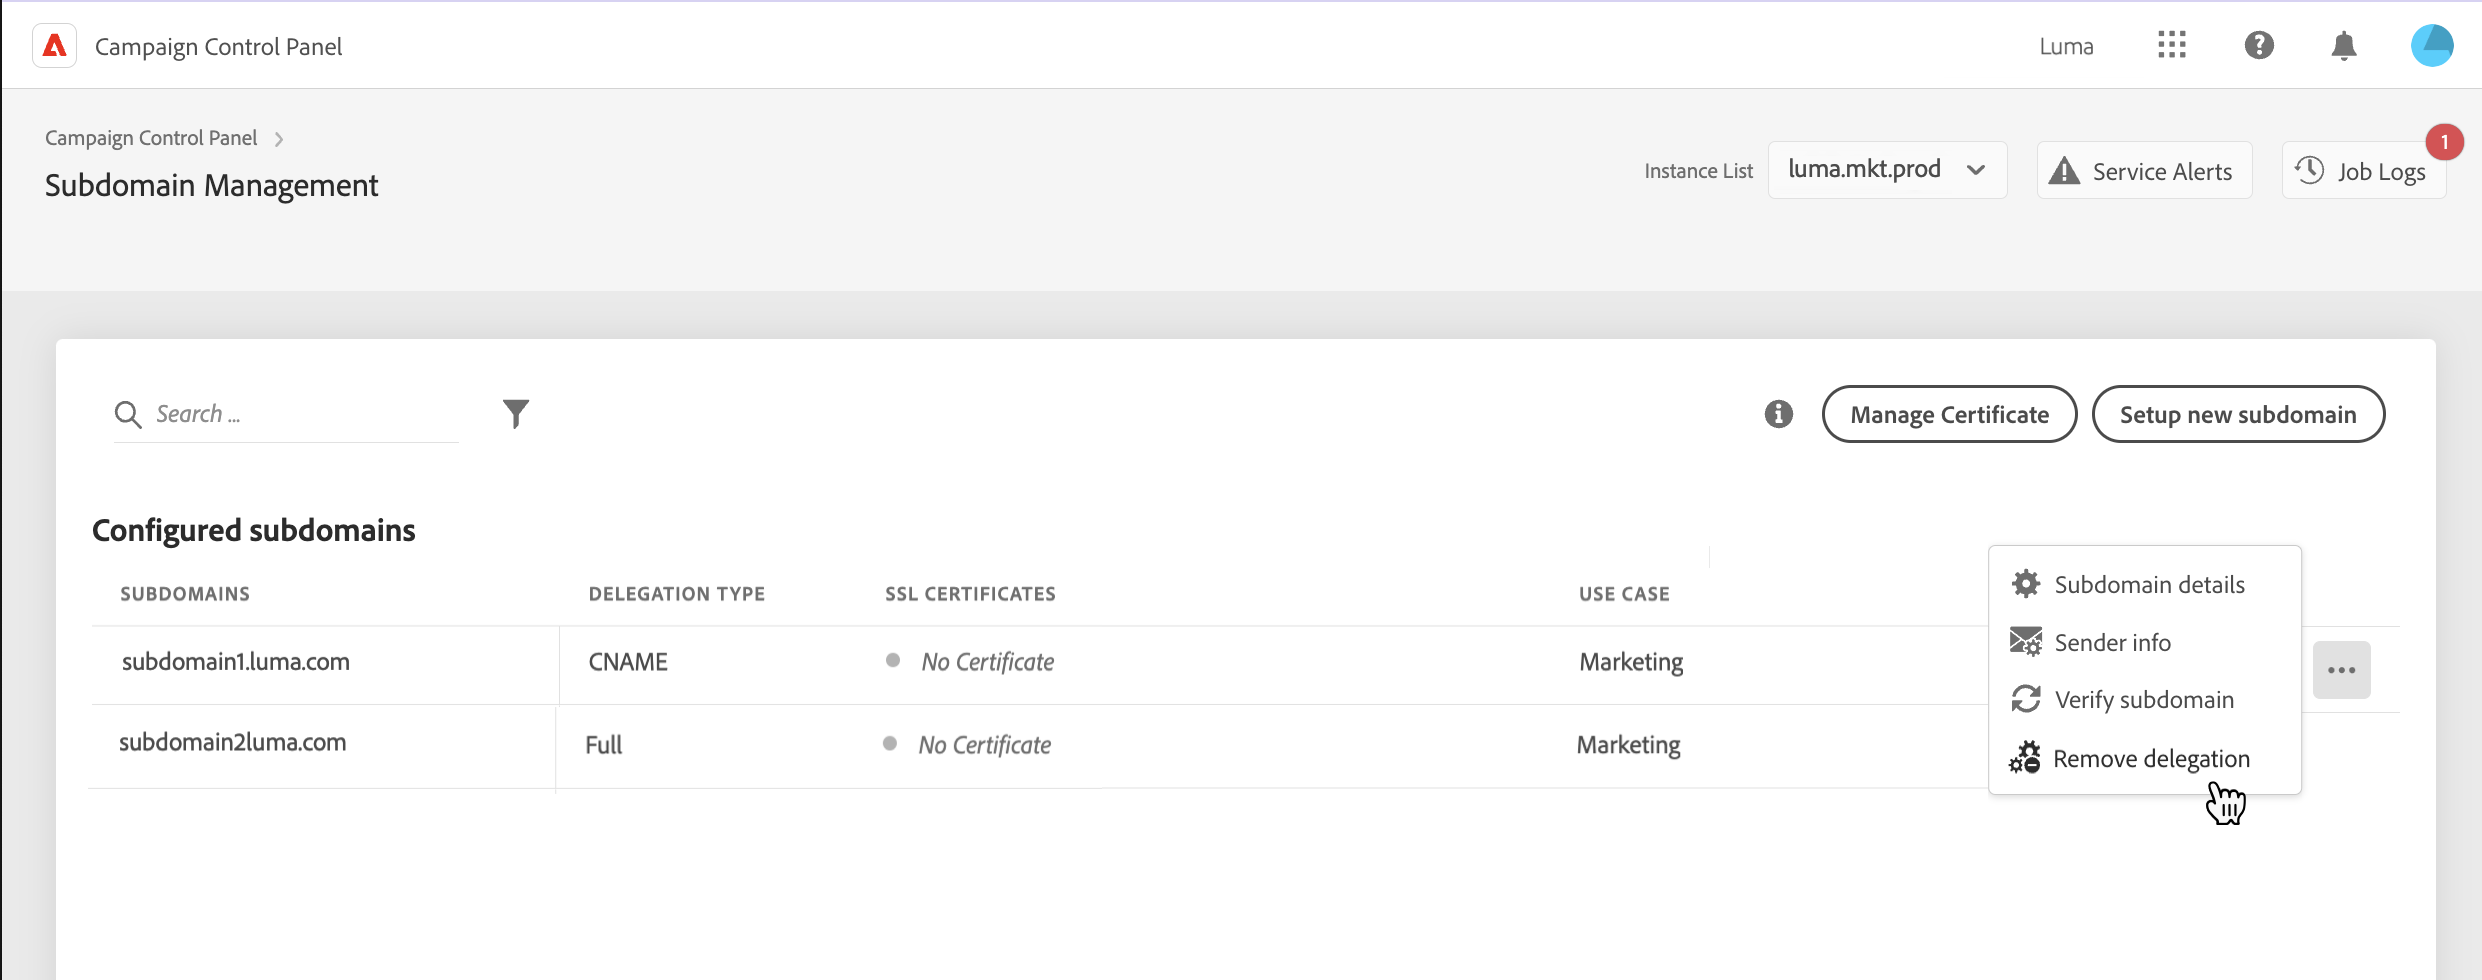 Campaign Control Panel
Luma
Campaign Control Panel
Subdomain Management
Instance List
luma.mkt.prod
Service Alerts
Job Logs
1
Search ...
Manage Certificate
Setup new subdomain
Configured subdomains
SUBDOMAINS DELEGATION TYPE SSL CERTIFICATES USE CASE
subdomain1.luma.com CNAME No Certificate Marketing
subdomain2luma.com Full No Certificate Marketing
Subdomain details
Sender info
Verify subdomain
Remove delegation